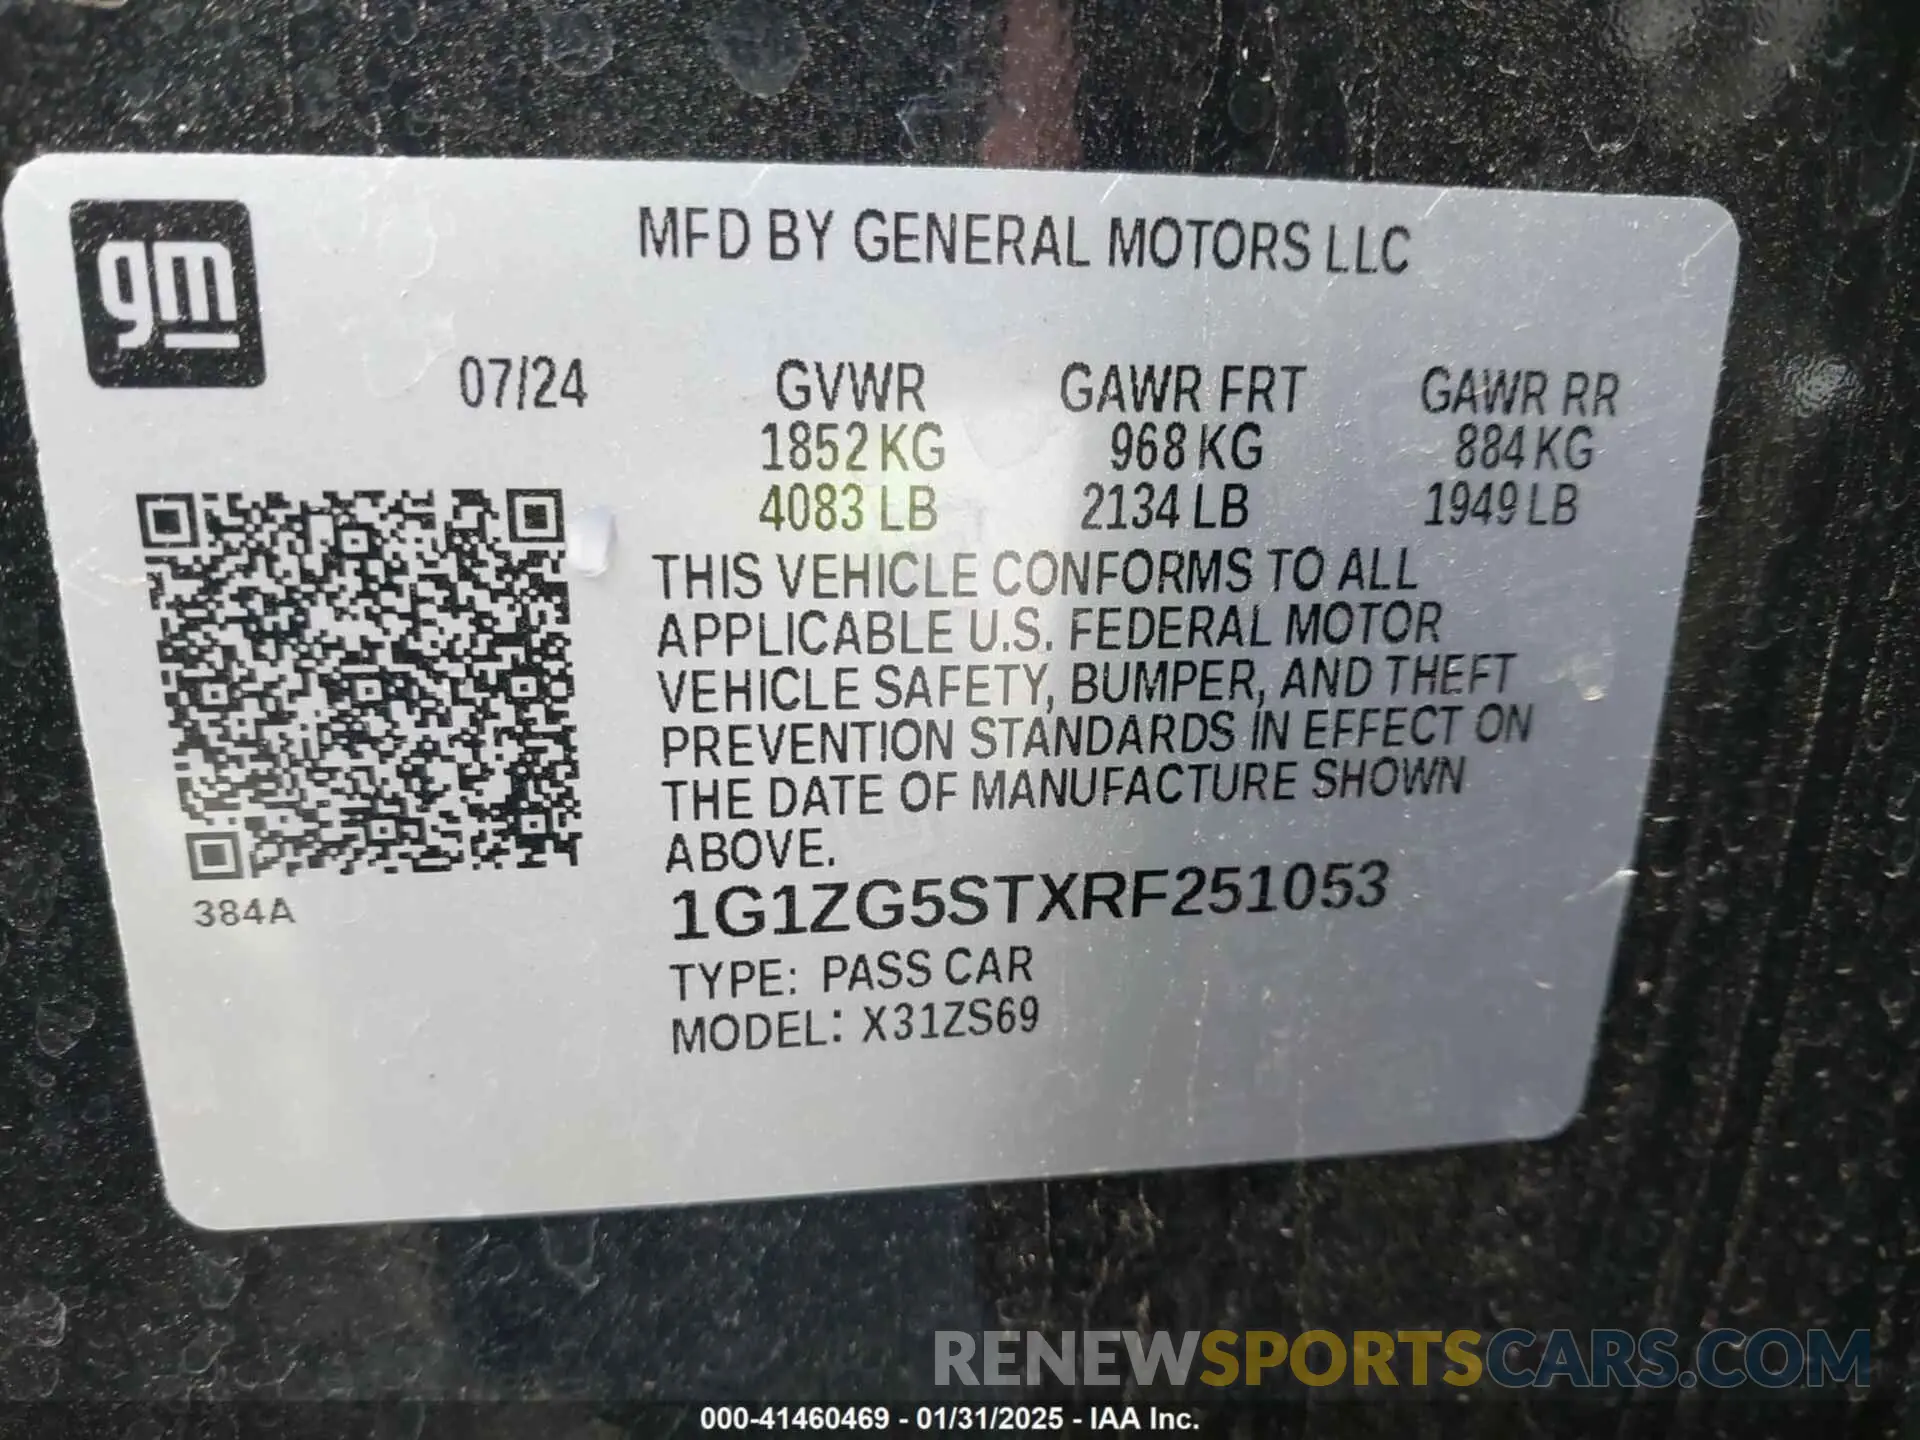 gm
MFD BY GENERAL MOTORS LLC
07/24 GVWR GAWR FRT GAWR RR
1852 KG 968 KG 884 KG
4083 LB 2134 LB 1949 LB
THIS VEHICLE CONFORMS TO ALL
APPLICABLE U.S. FEDERAL MOTOR
VEHICLE SAFETY, BUMPER, AND THEFT
PREVENTION STANDARDS IN EFFECT ON
THE DATE OF MANUFACTURE SHOWN
ABOVE.
384A
1G1ZG5STXRF251053
TYPE: PASS CAR
MODEL: X31ZS69
RENEWSPORTSCARS.COM
000-41460469 - 01/31/2025 - IAA Inc.